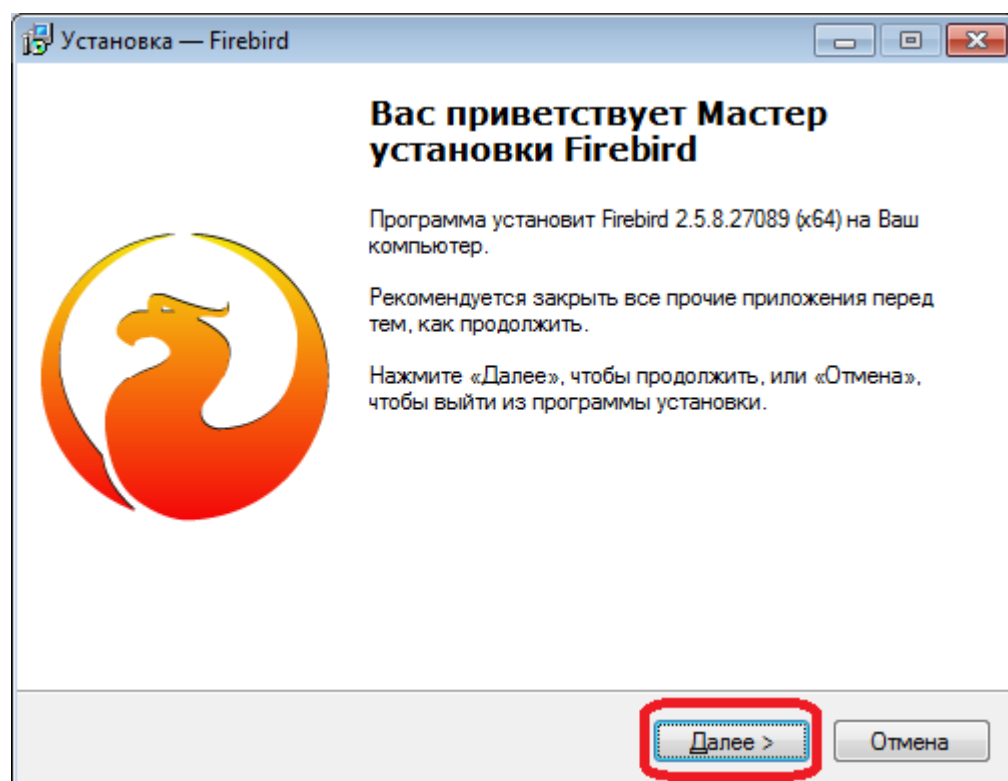 Установка — Firebird
Вас приветствует Мастер
установки Firebird
Программа установит Firebird 2.5.8.27089 (x64) на Ваш
компьютер.
Рекомендуется закрыть все прочие приложения перед
тем, как продолжить.
Нажмите «Далее», чтобы продолжить, или «Отмена»,
чтобы выйти из программы установки.
Далее >
Отмена